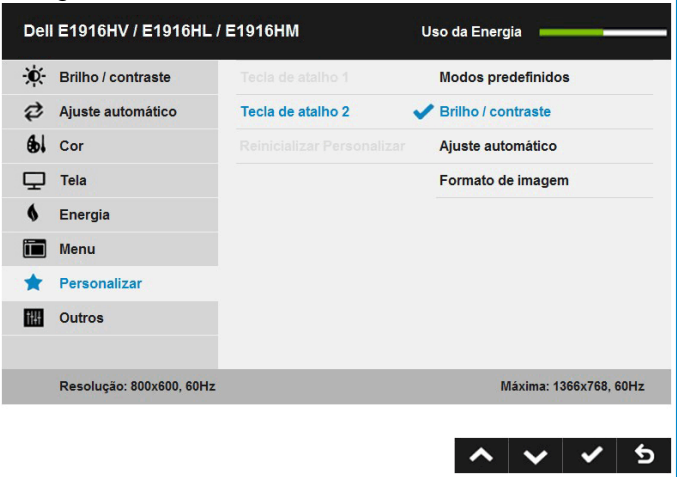 Dell E1916HV / E1916HL / E1916HM Uso da Energia
Brilho / contraste Tecla de atalho 1 Modos predefinidos
Ajuste automático Tecla de atalho 2 Brilho / contraste
Cor Reinicializar Personalizar Ajuste automático
Tela Formato de imagem
Energia
Menu
Personalizar
Outros
Resolução: 800x600, 60Hz Máxima: 1366x768, 60Hz